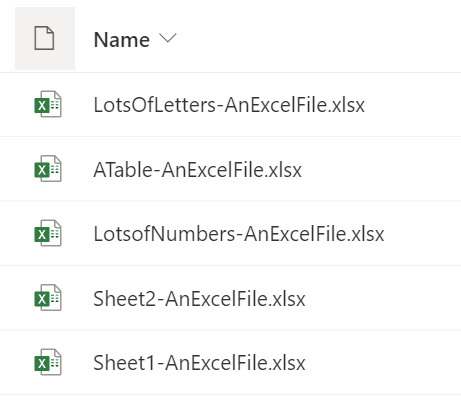 Name
LotsOfLetters-AnExcelFile.xlsx
ATable-AnExcelFile.xlsx
LotsofNumbers-AnExcelFile.xlsx
Sheet2-AnExcelFile.xlsx
Sheet1-AnExcelFile.xlsx